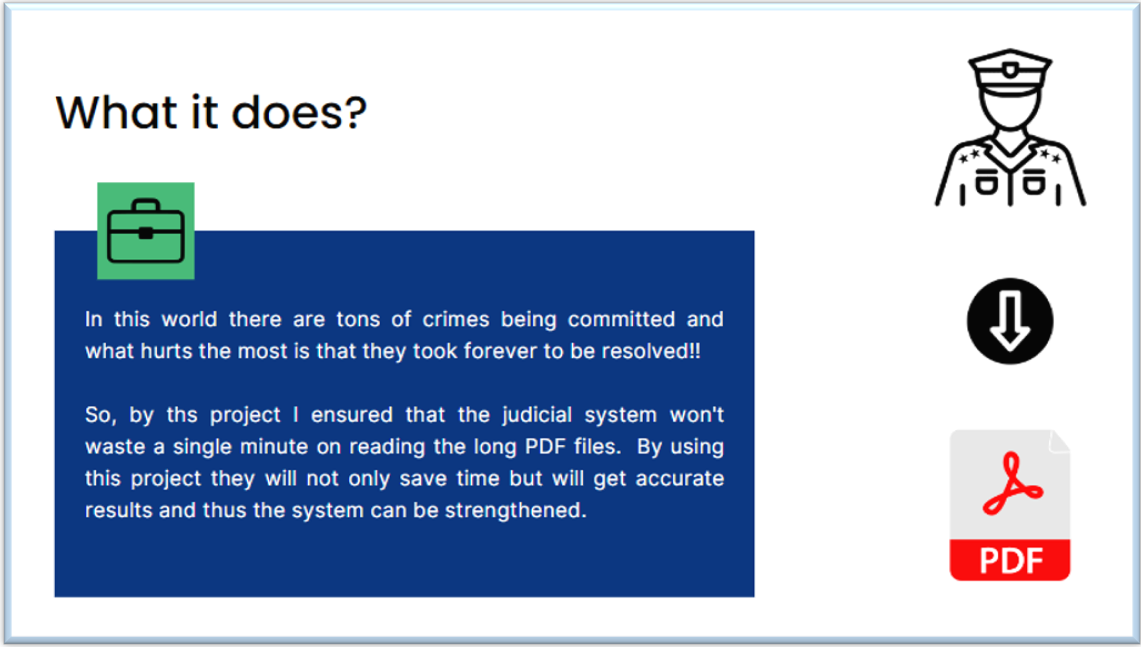 What it does?
In this world there are tons of crimes being committed and
what hurts the most is that they took forever to be resolved!!
So, by ths project I ensured that the judicial system won't
waste a single minute on reading the long PDF files.  By using
this project they will not only save time but will get accurate
results and thus the system can be strengthened.
PDF